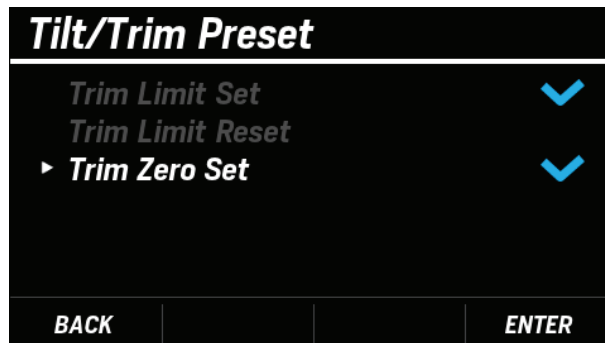 Tilt/Trim Preset
Trim Limit Set
Trim Limit Reset
Trim Zero Set
BACK ENTER